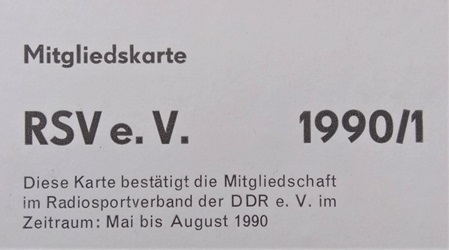 Mitgliedskarte
RSV e. V. 1990/1
Diese Karte bestätigt die Mitgliedschaft
im Radiosportverband der DDR e. V. im
Zeitraum: Mai bis August 1990